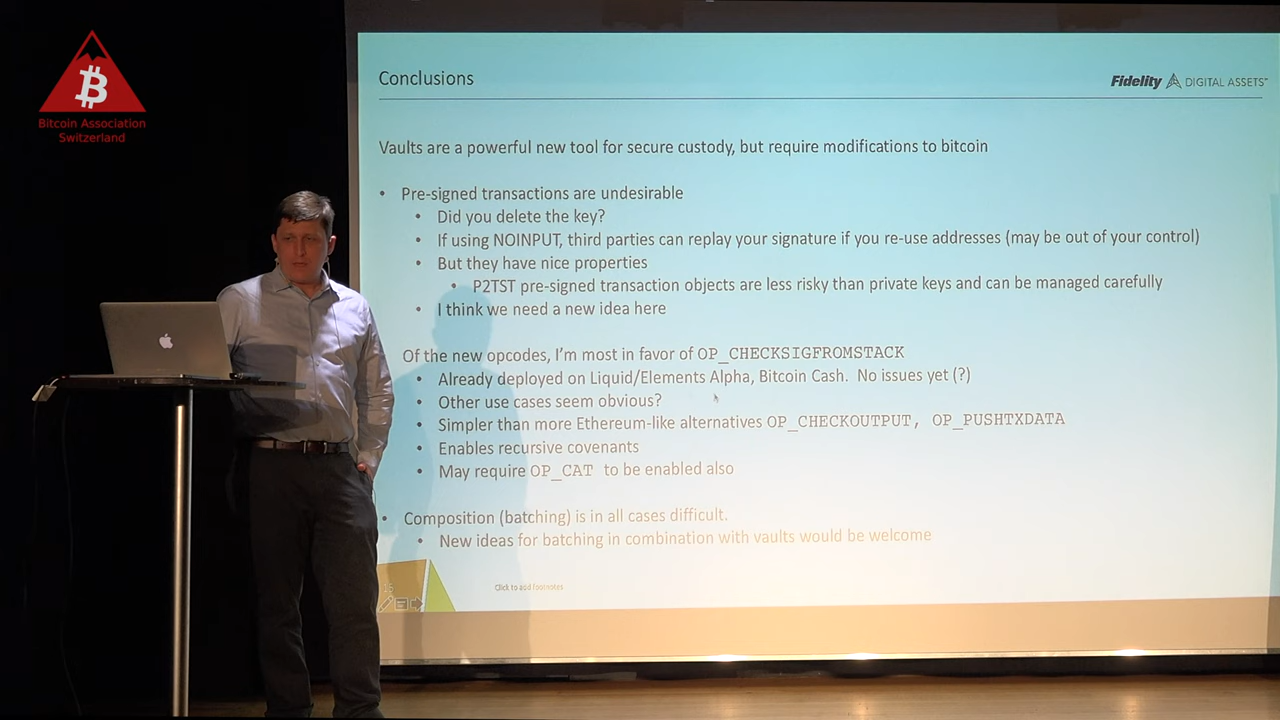 Bitcoin Association
Switzerland
Conclusions
Fidelity DIGITAL ASSETS℠
Vaults are a powerful new tool for secure custody, but require modifications to bitcoin
• Pre-signed transactions are undesirable
• Did you delete the key?
• If using NOINPUT, third parties can replay your signature if you re-use addresses (may be out of your control)
• But they have nice properties
• P2TST pre-signed transaction objects are less risky than private keys and can be managed carefully
• I think we need a new idea here
Of the new opcodes, I'm most in favor of OP_CHECKSIGFROMSTACK
• Already deployed on Liquid/Elements Alpha, Bitcoin Cash. No issues yet (?)
• Other use cases seem obvious?
• Simpler than more Ethereum-like alternatives OP_CHECKOUTPUT, OP_PUSHTXDATA
• Enables recursive covenants
• May require OP_CAT to be enabled also
• Composition (batching) is in all cases difficult.
• New ideas for batching in combination with vaults would be welcome
Click to add footnotes